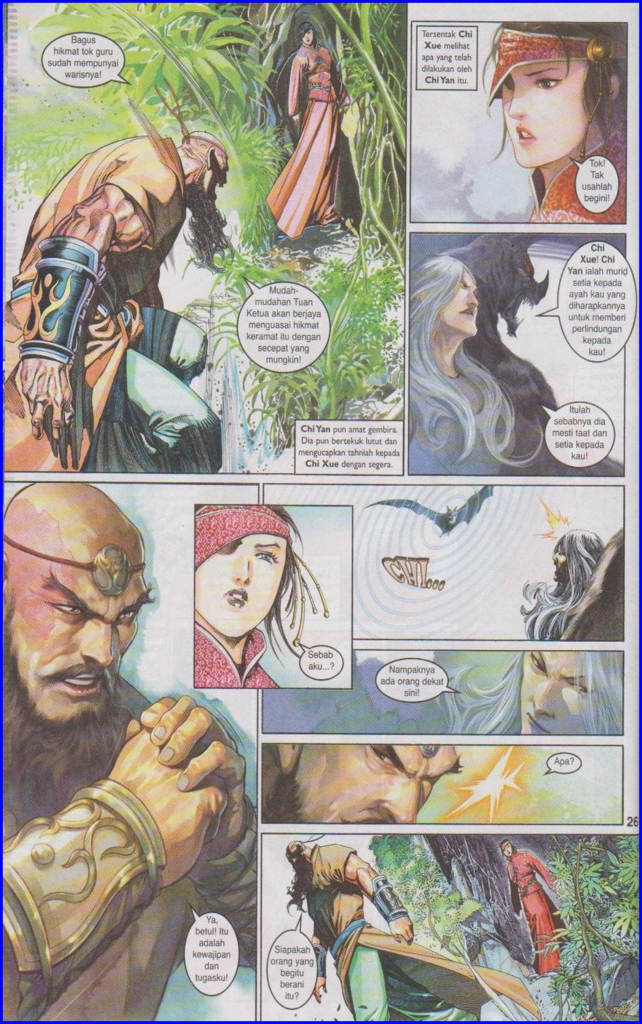 Bagus
hikmat tok guru
sudah mempunyai
warisnya!
Mudah-
mudahan Tuan
Ketua akan berjaya
menguasai hikmat
keramat itu dengan
secepat yang
mungkin!
Chi Yan pun amat gembira.
Dia pun bertekuk lutut dan
mengucapkan tahniah kepada
Chi Xue dengan segera.
Tersentak Chi
Xue melihat
apa yang telah
dilakukan oleh
Chi Yan itu.
Tok!
Tak
usahlah
begini!
Chi
Xue! Chi
Yan ialah murid
setia kepada
ayah kau yang
diharapkannya
untuk memberi
perlindungan
kepada
kau!
Itulah
sebabnya dia
mesti taat dan
setia kepada
kau!
Sebab
aku...?
Ya,
betul! Itu
adalah
kewajipan
dan
tugasku!
CHI...
Nampaknya
ada orang dekat
sini!
Apa?
26
Siapakah
orang yang
begitu
berani
itu?